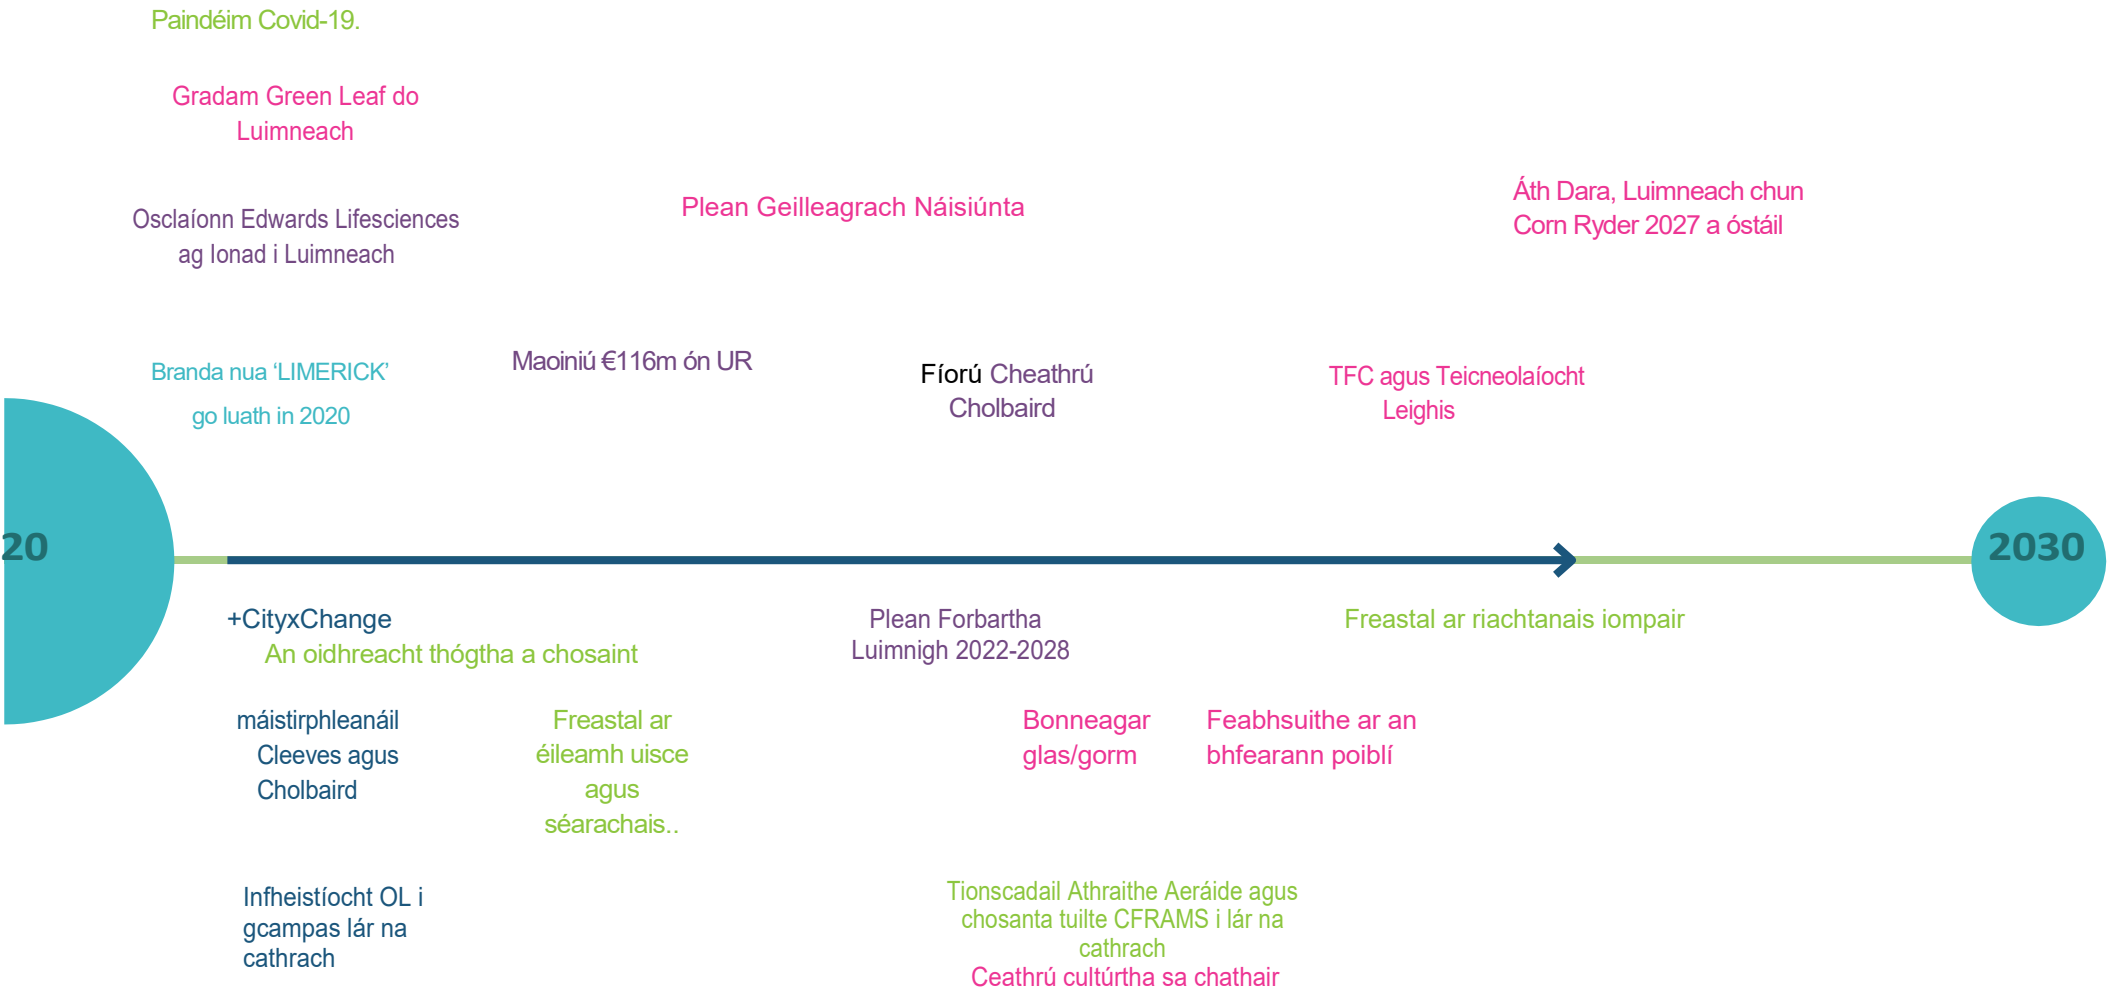 Paindéim Covid-19.
Gradam Green Leaf do
Luimneach
Osclaíonn Edwards Lifesciences
ag Ionad i Luimneach
Plean Geilleagrach Náisiúnta
Áth Dara, Luimneach chun
Corn Ryder 2027 a óstáil
Branda nua ‘LIMERICK’
go luath in 2020
Maoiniú €116m ón UR
Fíorú Cheathrú
Cholbaird
TFC agus Teicneolaíocht
Leighis
20
2030
+CityxChange
An oidhreacht thógtha a chosaint
Plean Forbartha
Luimnigh 2022-2028
Freastal ar riachtanais iompair
máistirphleanáil
Cleeves agus
Cholbaird
Freastal ar
éileamh uisce
agus
séarachais..
Bonneagar
glas/gorm
Feabhsuithe ar an
bhfearann poiblí
Infheistíocht OL i
gcampas lár na
cathrach
Tionscadail Athraithe Aeráide agus
chosanta tuilte CFRAMS i lár na
cathrach
Ceathrú cultúrtha sa chathair